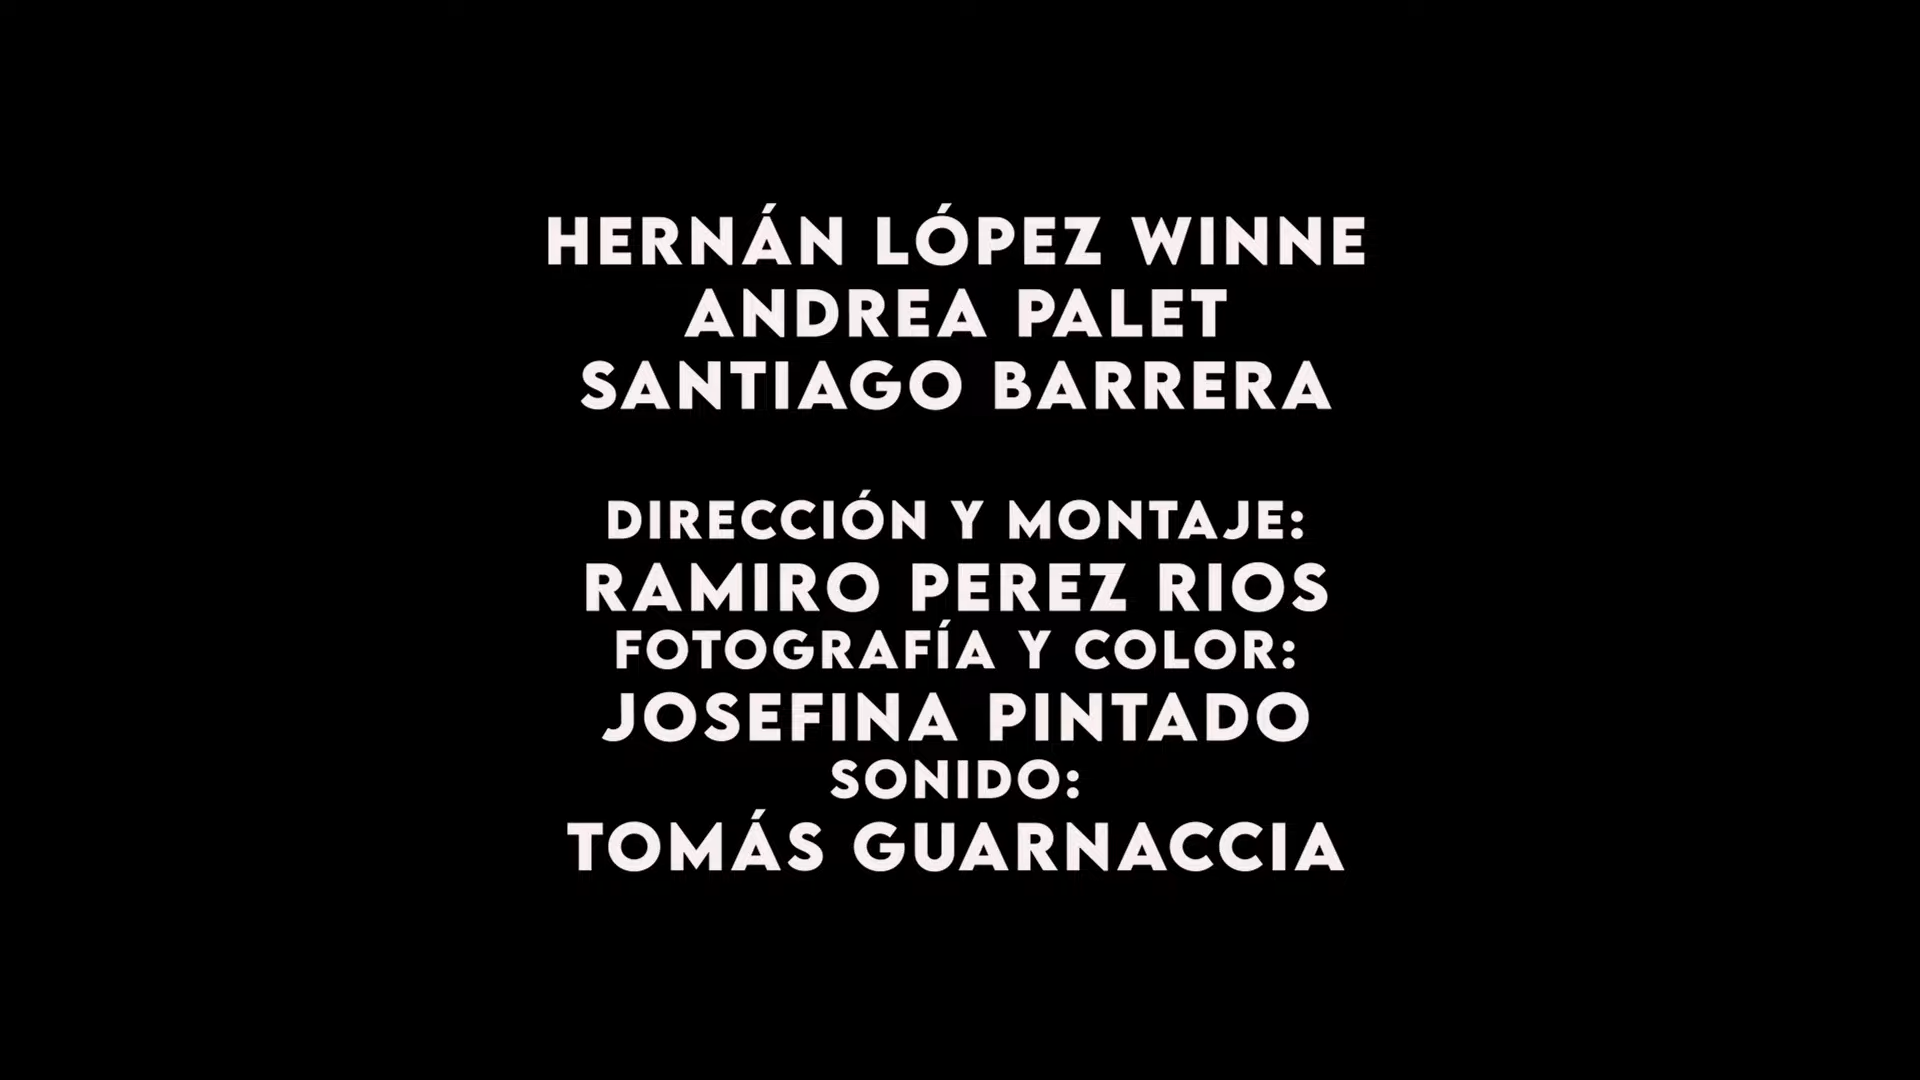 HERNÁN LÓPEZ WINNE
ANDREA PALET
SANTIAGO BARRERA
DIRECCIÓN Y MONTAJE:
RAMIRO PEREZ RIOS
FOTOGRAFÍA Y COLOR:
JOSEFINA PINTADO
SONIDO:
TOMÁS GUARNACCIA